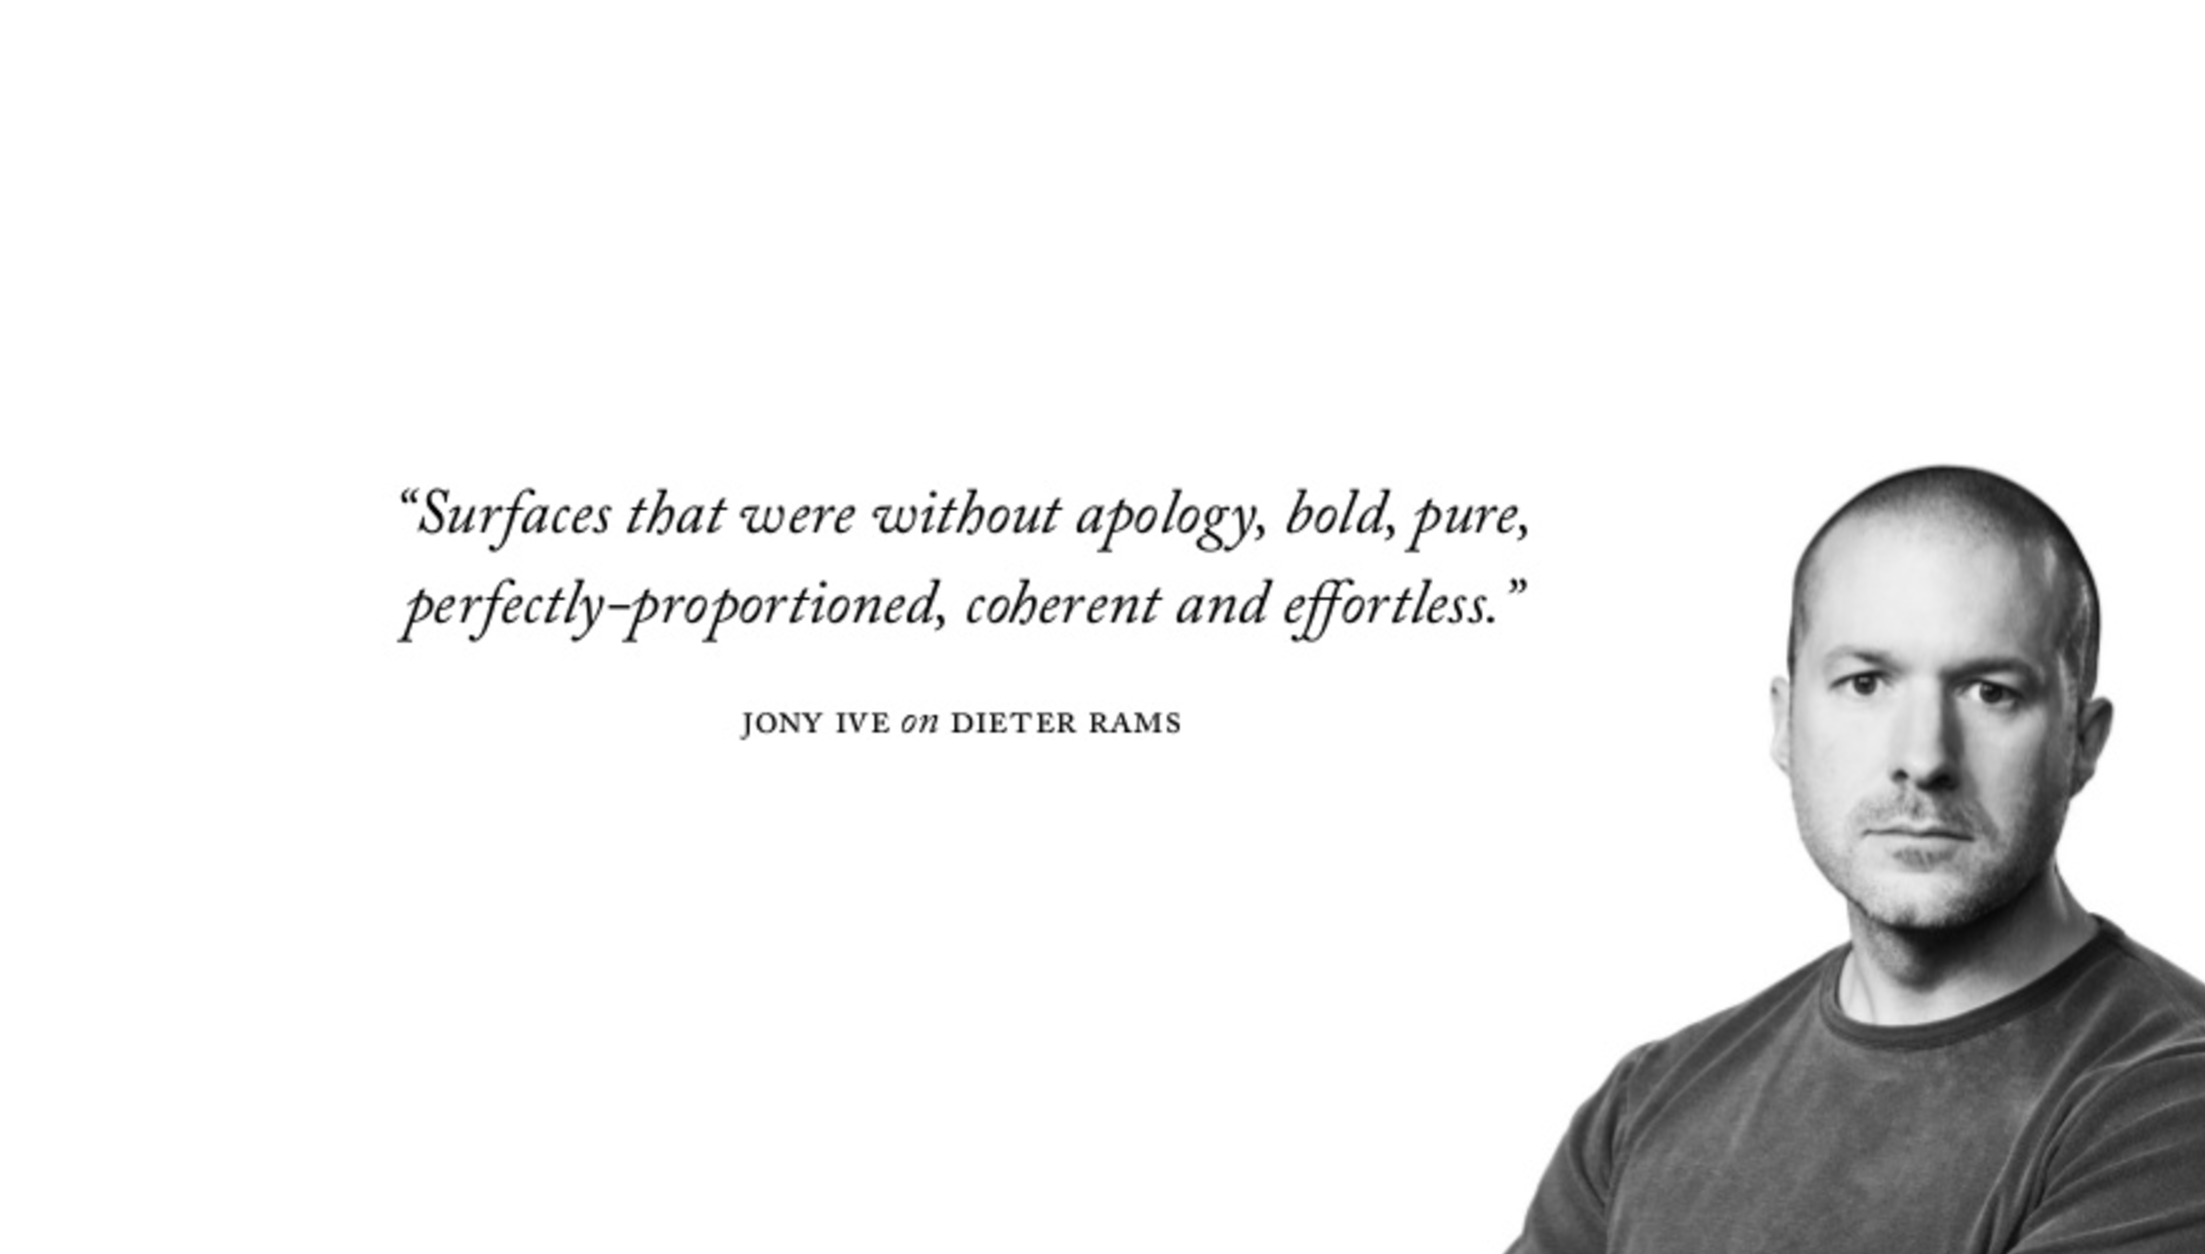 “Surfaces that were without apology, bold, pure,
perfectly–proportioned, coherent and effortless.”
JONY IVE on DIETER RAMS